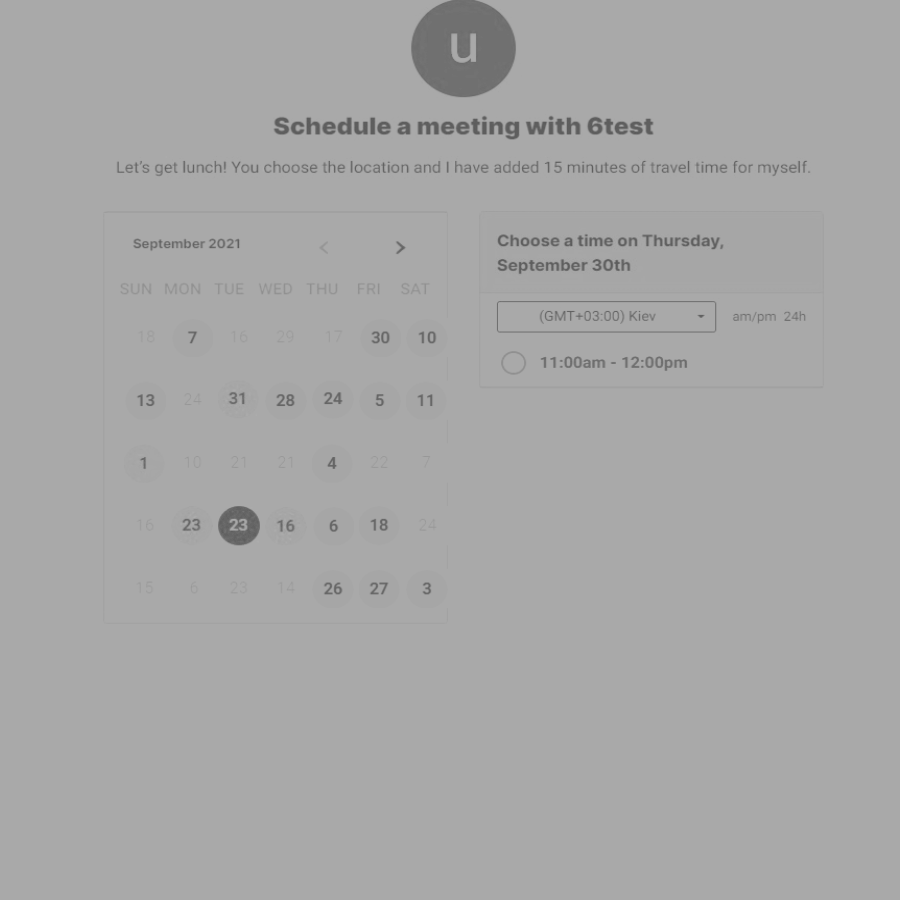 u
Schedule a meeting with 6test
Let's get lunch! You choose the location and I have added 15 minutes of travel time for myself.
September 2021
SUN MON TUE WED THU FRI SAT
18 7 16 29 17 30 10
13 24 31 28 24 5 11
1 10 21 21 4 22 7
16 23 23 16 6 18 24
15 6 23 14 26 27 3
Choose a time on Thursday,
September 30th
(GMT+03:00) Kiev
am/pm 24h
11:00am - 12:00pm